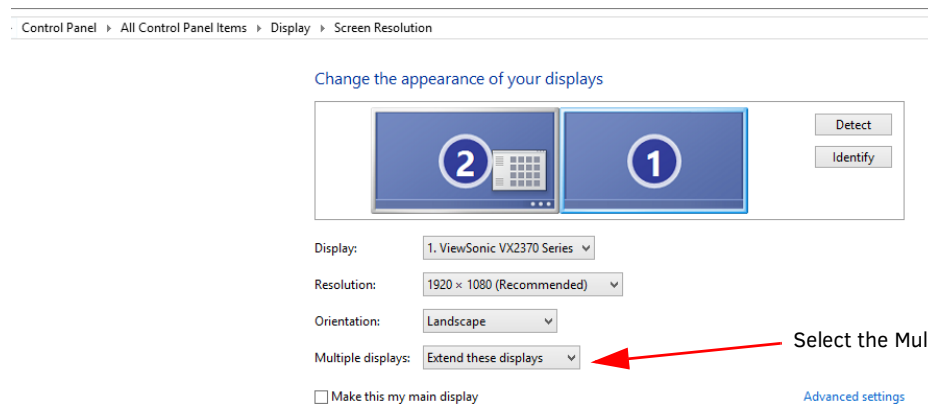 Control Panel ▸ All Control Panel Items ▸ Display ▸ Screen Resolution
Change the appearance of your displays
2 1
Detect
Identify
Display: 1. ViewSonic VX2370 Series
Resolution: 1920 × 1080 (Recommended)
Orientation: Landscape
Multiple displays: Extend these displays
Select the Mul
Make this my main display
Advanced settings